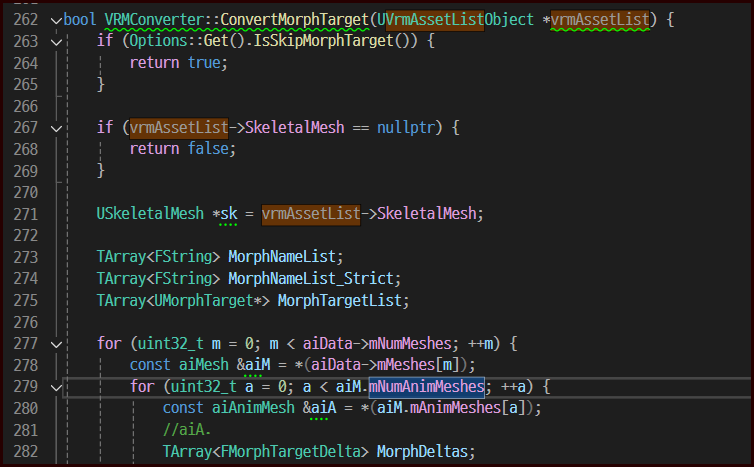 262 bool VRMConverter::ConvertMorphTarget(UVrmAssetListObject *vrmAssetList) {
263     if (Options::Get().IsSkipMorphTarget()) {
264         return true;
265     }
266
267     if (vrmAssetList->SkeletalMesh == nullptr) {
268         return false;
269     }
270
271     USkeletalMesh *sk = vrmAssetList->SkeletalMesh;
272
273     TArray<FString> MorphNameList;
274     TArray<FString> MorphNameList_Strict;
275     TArray<UMorphTarget*> MorphTargetList;
276
277     for (uint32_t m = 0; m < aiData->mNumMeshes; ++m) {
278         const aiMesh &aiM = *(aiData->mMeshes[m]);
279         for (uint32_t a = 0; a < aiM.mNumAnimMeshes; ++a) {
280             const aiAnimMesh &aiA = *(aiM.mAnimMeshes[a]);
281             //aiA.
282             TArray<FMorphTargetDelta> MorphDeltas;